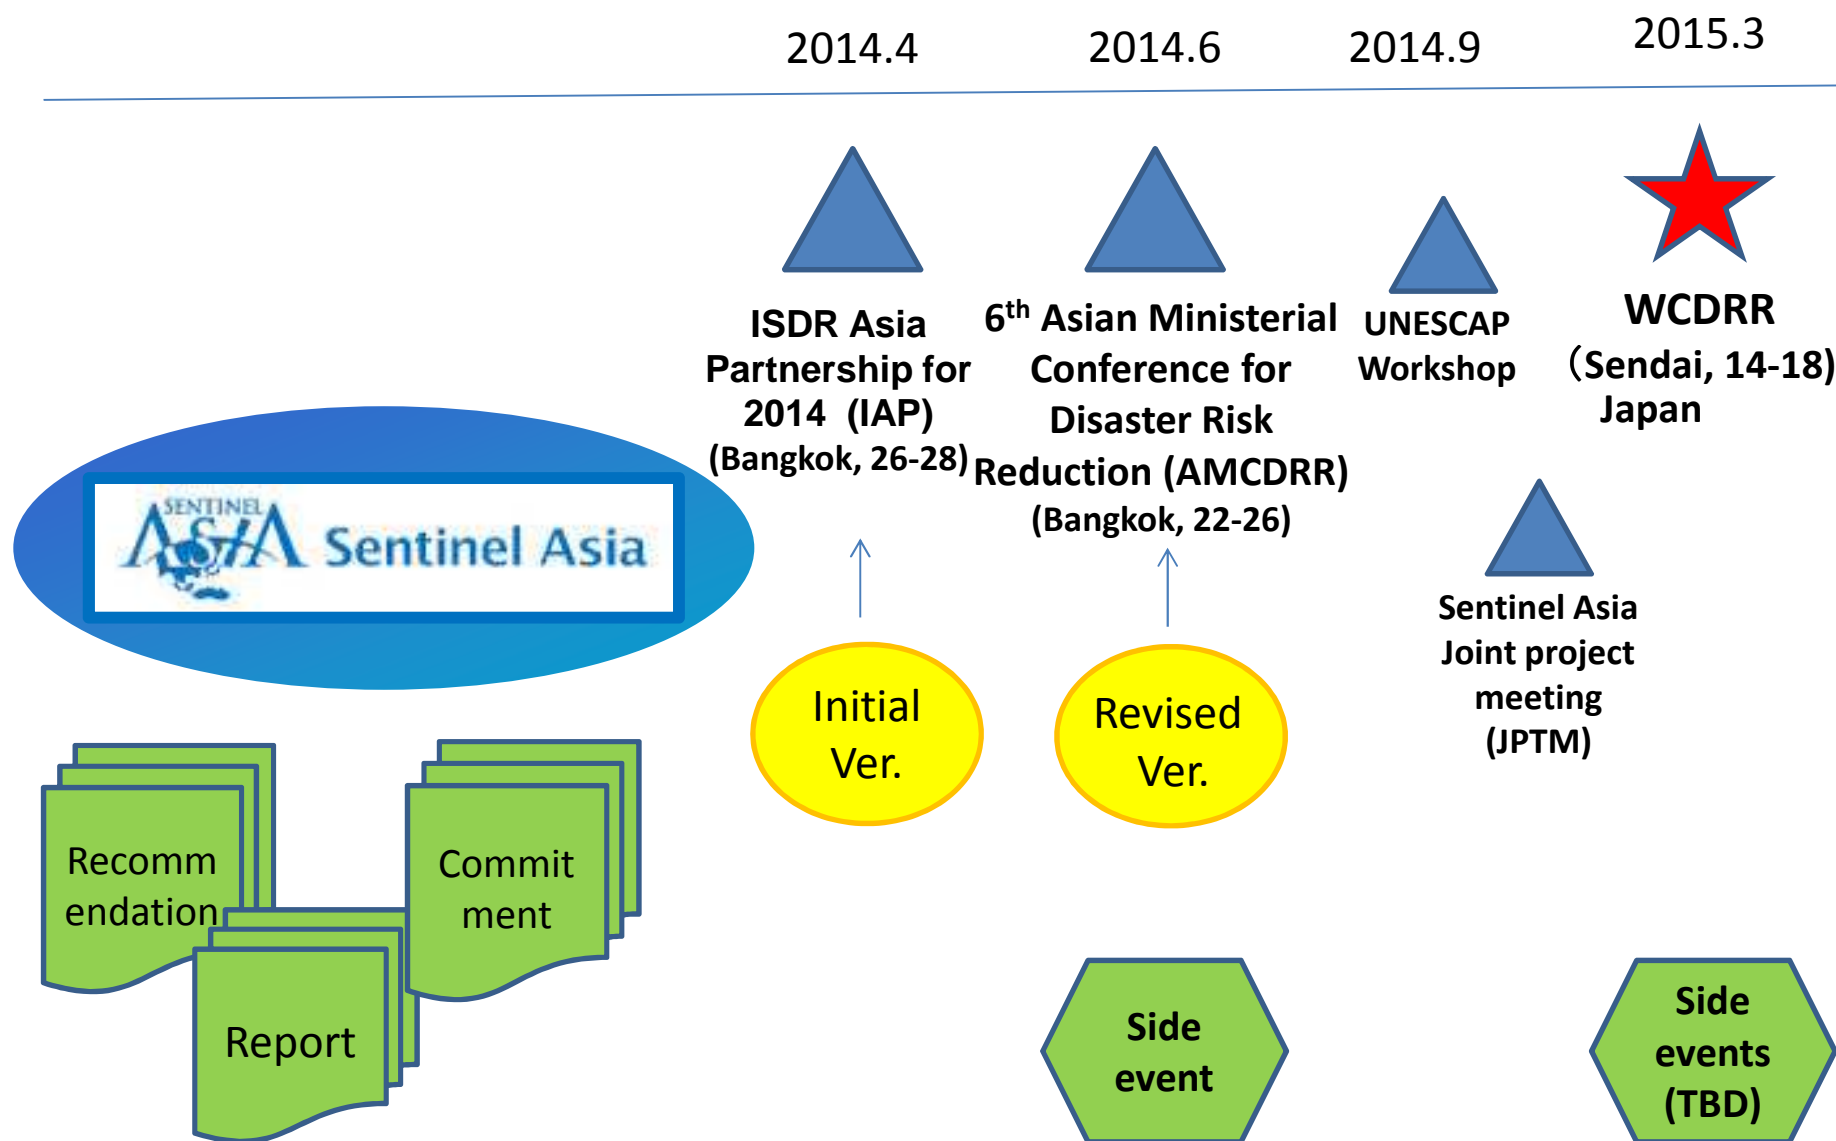 2014.4
2014.6
2014.9
2015.3
ISDR Asia
Partnership for
2014 (IAP)
(Bangkok, 26-28)
6th Asian Ministerial
Conference for
Disaster Risk
Reduction (AMCDRR)
(Bangkok, 22-26)
UNESCAP
Workshop
WCDRR
（Sendai, 14-18)
Japan
SENTINEL
ASIA
Sentinel Asia
Sentinel Asia
Joint project
meeting
(JPTM)
Initial
Ver.
Revised
Ver.
Recomm
endation
Commit
ment
Report
Side
event
Side
events
(TBD)